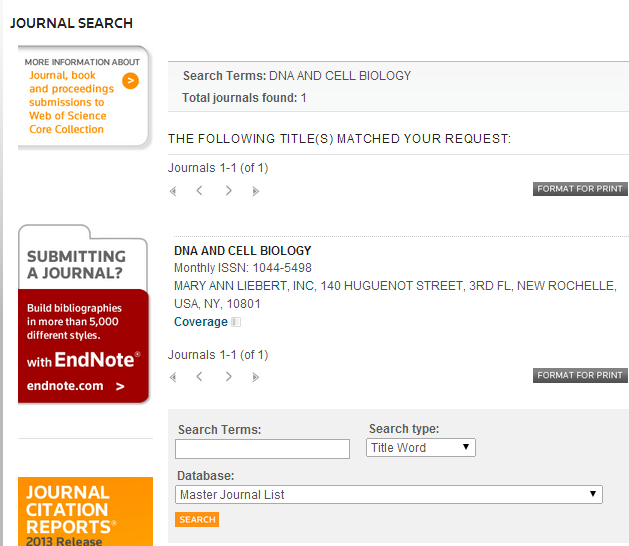 JOURNAL SEARCH
MORE INFORMATION ABOUT
Journal, book
and proceedings
submissions to
Web of Science
Core Collection
Search Terms: DNA AND CELL BIOLOGY
Total journals found: 1
THE FOLLOWING TITLE(S) MATCHED YOUR REQUEST:
Journals 1-1 (of 1)
FORMAT FOR PRINT
SUBMITTING
A JOURNAL?
Build bibliographies
in more than 5,000
different styles.
with EndNote®
endnote.com >
DNA AND CELL BIOLOGY
Monthly ISSN: 1044-5498
MARY ANN LIEBERT, INC, 140 HUGUENOT STREET, 3RD FL, NEW ROCHELLE,
USA, NY, 10801
Coverage
Journals 1-1 (of 1)
FORMAT FOR PRINT
Search Terms:
Search type:
Title Word
Database:
Master Journal List
SEARCH
JOURNAL
CITATION
REPORTS®
2013 Release